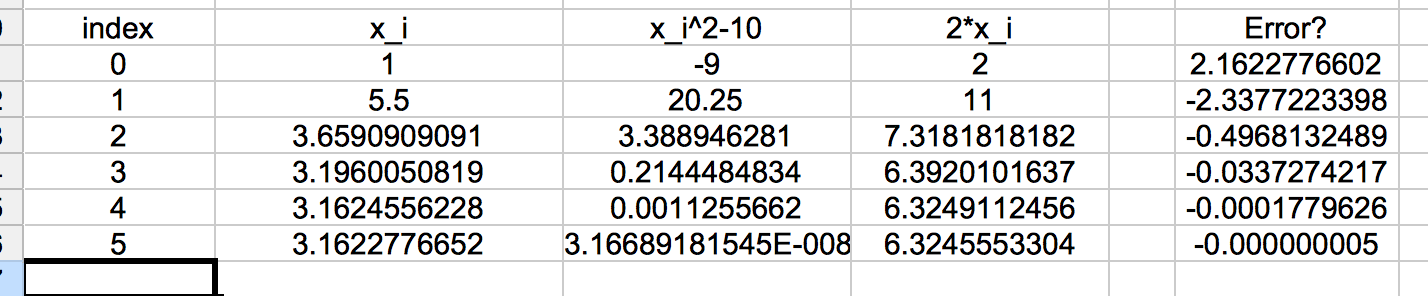 index x_i x_i^2-10 2*x_i Error?
0 1 -9 2 2.1622776602
1 5.5 20.25 11 -2.3377223398
2 3.6590909091 3.388946281 7.3181818182 -0.4968132489
3 3.1960050819 0.2144484834 6.3920101637 -0.0337274217
4 3.1624556228 0.0011255662 6.3249112456 -0.0001779626
5 3.1622776652 3.16689181545E-008 6.3245553304 -0.000000005